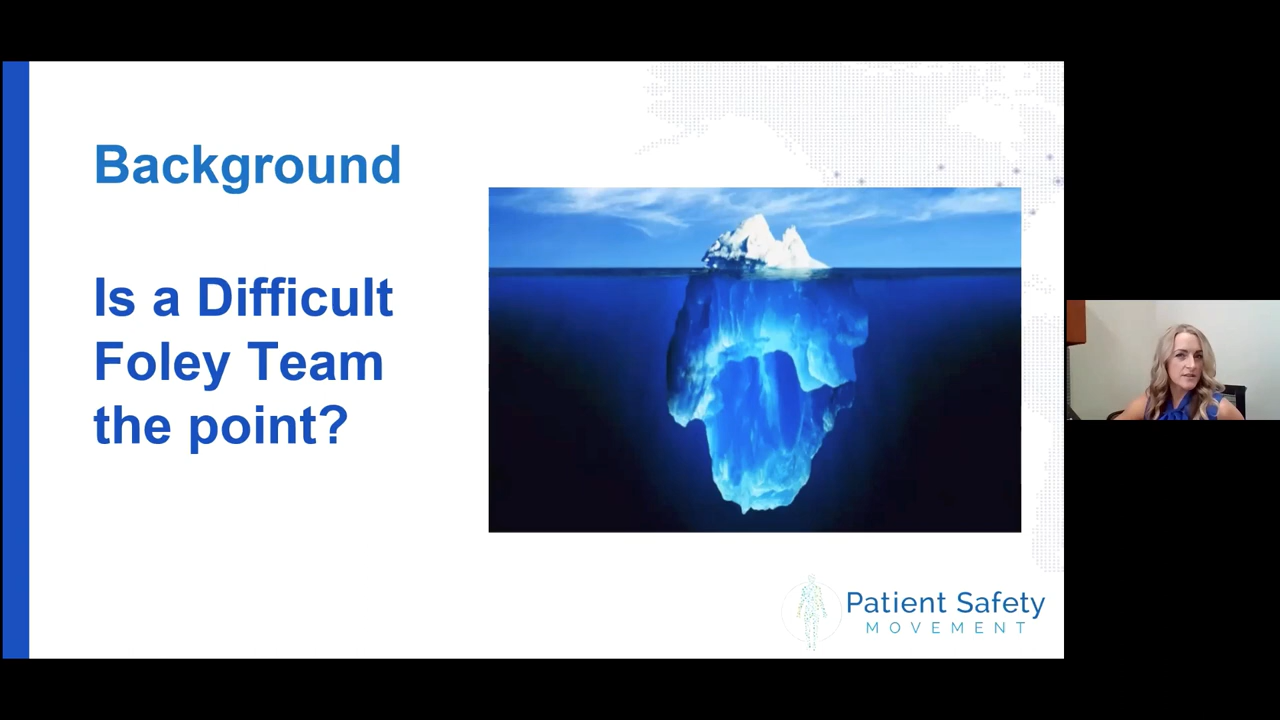 Background
Is a Difficult
Foley Team
the point?
Patient Safety
MOVEMENT